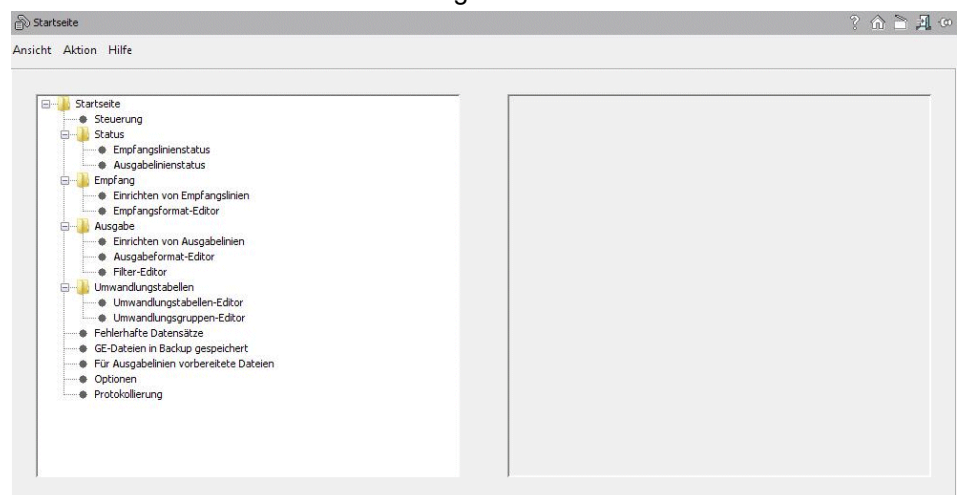 Startseite
Ansicht Aktion Hilfe
Startseite
Steuerung
Status
Empfangslinienstatus
Ausgabelinienstatus
Empfang
Einrichten von Empfangslinien
Empfangsformat-Editor
Ausgabe
Einrichten von Ausgabelinien
Ausgabeformat-Editor
Filter-Editor
Umwandlungstabellen
Umwandlungstabellen-Editor
Umwandlungsgruppen-Editor
Fehlerhafte Datensätze
GE-Dateien in Backup gespeichert
Für Ausgabelinien vorbereitete Dateien
Optionen
Protokollierung